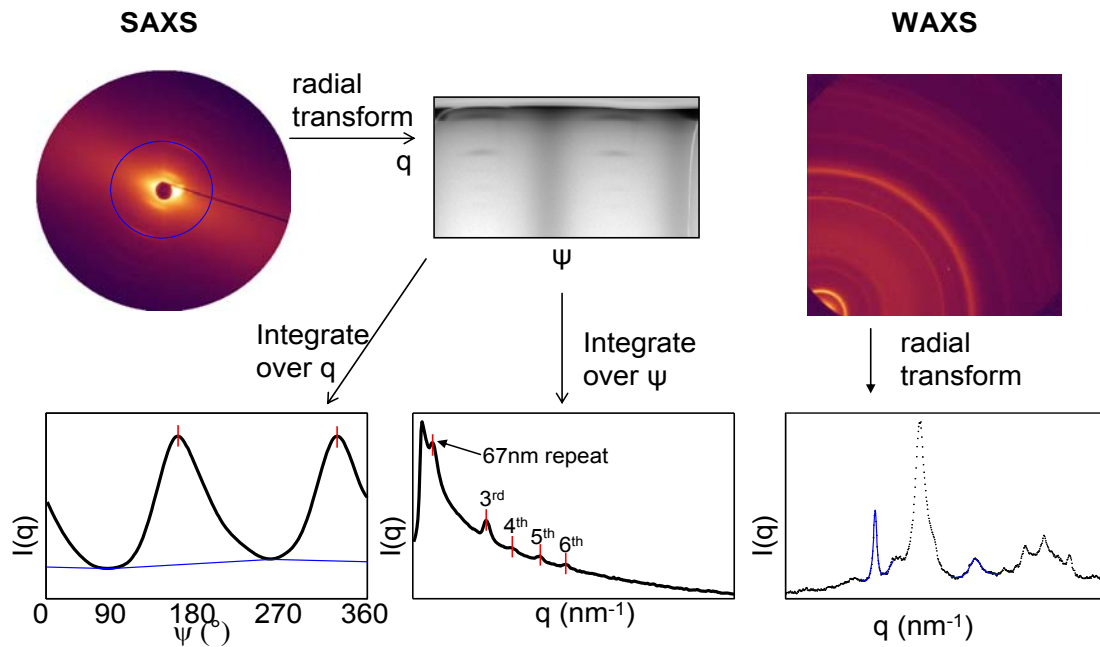 SAXS
WAXS
radial
transform
q
ψ
Integrate
over q
Integrate
over ψ
radial
transform
I(q)
0 90 180 270 360
ψ (°)
I(q)
67nm repeat
3rd
4th
5th
6th
q (nm-1)
I(q)
q (nm-1)